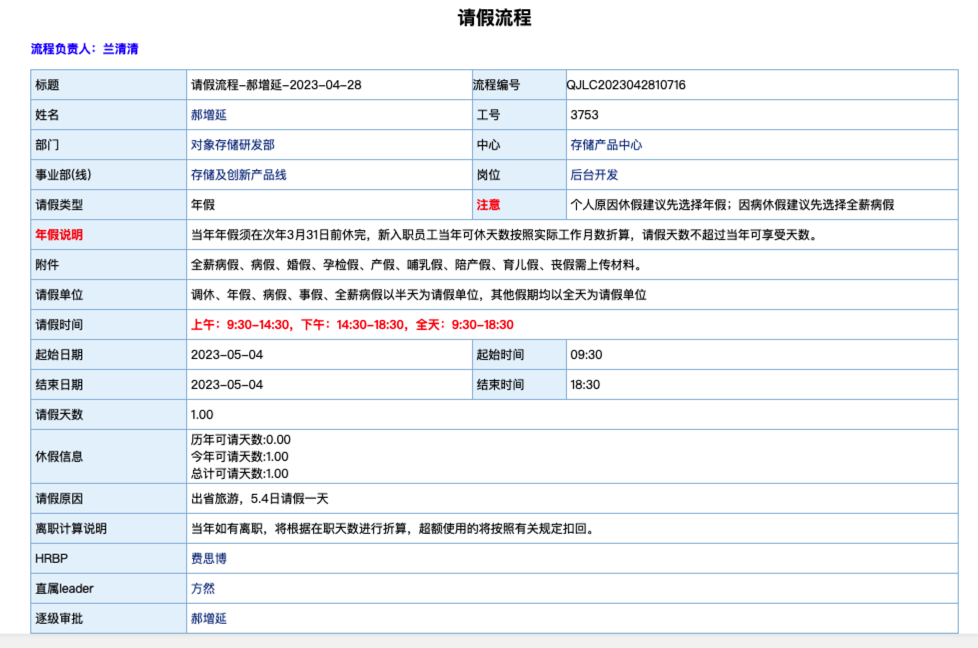 请假流程
流程负责人：兰清清
标题 请假流程-郝增延-2023-04-28 流程编号 QJLC2023042810716
姓名 郝增延 工号 3753
部门 对象存储研发部 中心 存储产品中心
事业部(线) 存储及创新产品线 岗位 后台开发
请假类型 年假 注意 个人原因休假建议先选择年假；因病休假建议先选择全薪病假
年假说明 当年年假须在次年3月31日前休完，新入职员工当年可休天数按照实际工作月数折算，请假天数不超过当年可享受天数。
附件 全薪病假、病假、婚假、孕检假、产假、哺乳假、陪产假、育儿假、丧假需上传材料。
请假单位 调休、年假、病假、事假、全薪病假以半天为请假单位，其他假期均以全天为请假单位
请假时间 上午：9:30-14:30，下午：14:30-18:30，全天：9:30-18:30
起始日期 2023-05-04 起始时间 09:30
结束日期 2023-05-04 结束时间 18:30
请假天数 1.00
休假信息 历年可请天数:0.00
今年可请天数:1.00
总计可请天数:1.00
请假原因 出省旅游，5.4日请假一天
离职计算说明 当年如有离职，将根据在职天数进行折算，超额使用的将按照有关规定扣回。
HRBP 费思博
直属leader 方然
逐级审批 郝增延